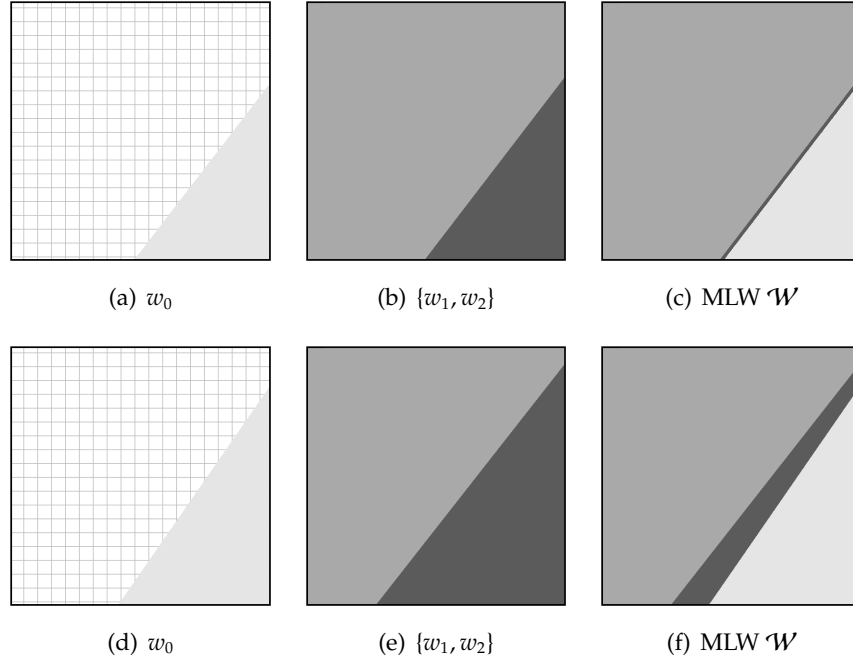 (a) w₀
(b) {w₁, w₂}
(c) MLW 𝓦
(d) w₀
(e) {w₁, w₂}
(f) MLW 𝓦